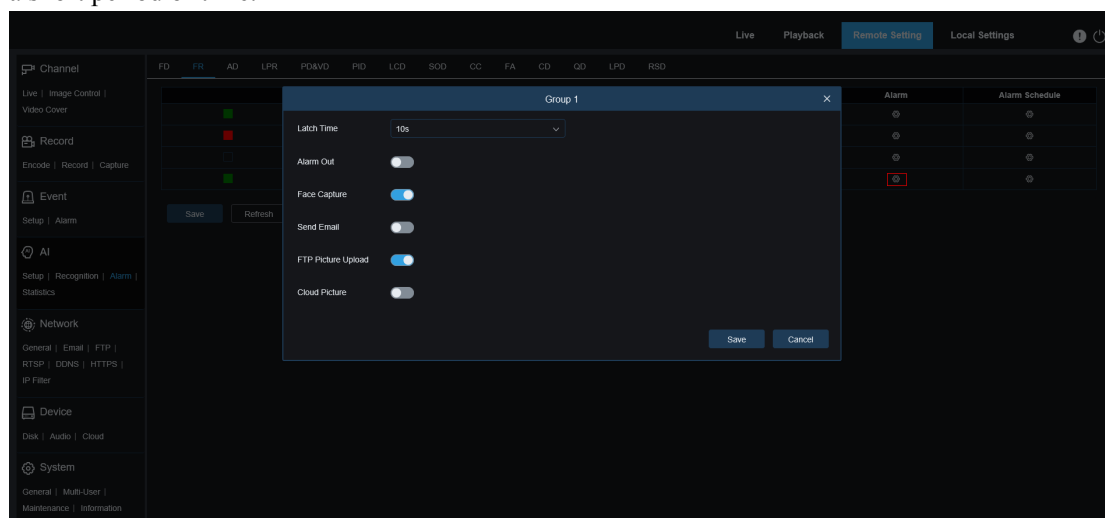 Live Playback Remote Setting Local Settings
Channel
Live | Image Control |
Video Cover
Record
Encode | Record | Capture
Event
Setup | Alarm
AI
Setup | Recognition | Alarm |
Statistics
Network
General | Email | FTP |
RTSP | DDNS | HTTPS |
IP Filter
Device
Disk | Audio | Cloud
System
General | Multi-User |
Maintenance | Information
FD FR AD LPR PD&VD PID LCD SOD CC FA CD QD LPD RSD
Alarm Alarm Schedule
Save Refresh
Group 1
Latch Time 10s
Alarm Out
Face Capture
Send Email
FTP Picture Upload
Cloud Picture
Save Cancel